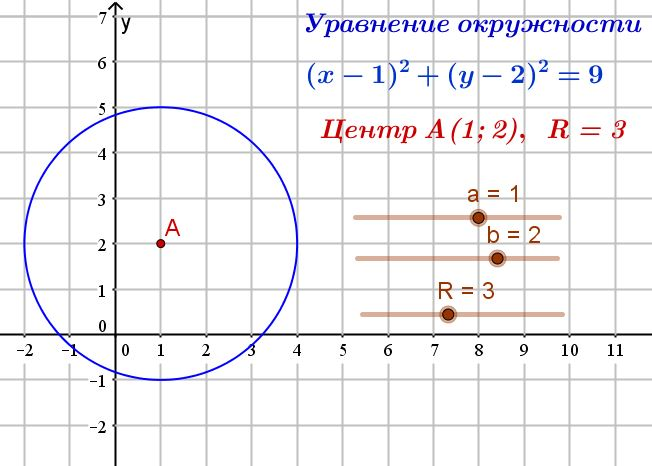 Уравнение окружности
(x − 1)² + (y − 2)² = 9
Центр A(1; 2),  R = 3
y
7
6
5
4
3
2
1
0
−1
−2
A
a = 1
b = 2
R = 3
−2 −1 0 1 2 3 4 5 6 7 8 9 10 11